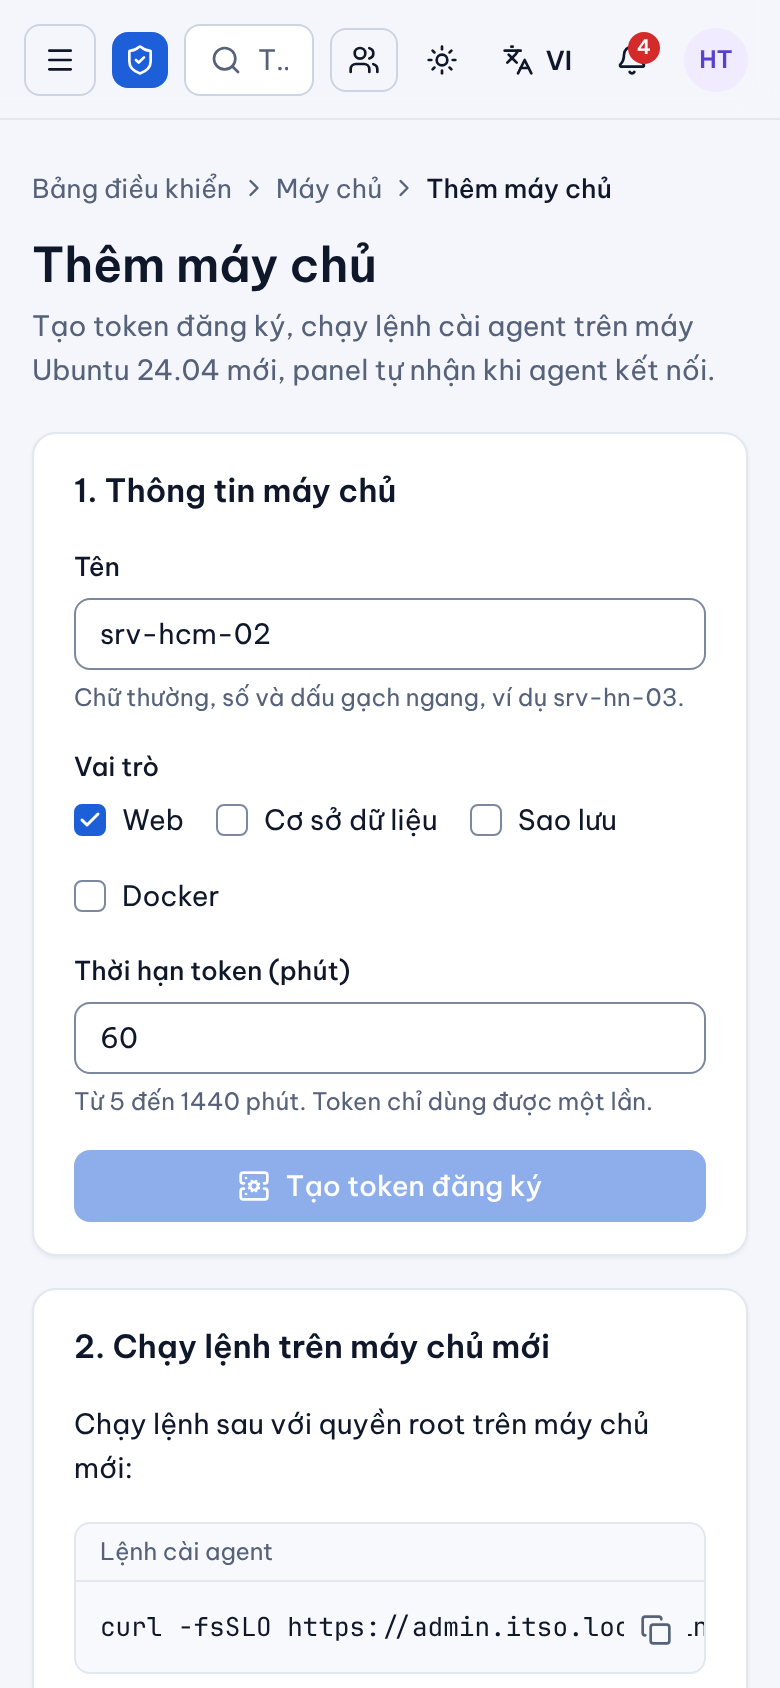 T..
VI
4
HT
Bảng điều khiển > Máy chủ > Thêm máy chủ
Thêm máy chủ
Tạo token đăng ký, chạy lệnh cài agent trên máy
Ubuntu 24.04 mới, panel tự nhận khi agent kết nối.
1. Thông tin máy chủ
Tên
srv-hcm-02
Chữ thường, số và dấu gạch ngang, ví dụ srv-hn-03.
Vai trò
Web Cơ sở dữ liệu Sao lưu
Docker
Thời hạn token (phút)
60
Từ 5 đến 1440 phút. Token chỉ dùng được một lần.
Tạo token đăng ký
2. Chạy lệnh trên máy chủ mới
Chạy lệnh sau với quyền root trên máy chủ
mới:
Lệnh cài agent
curl -fsSLO https://admin.itso.loc